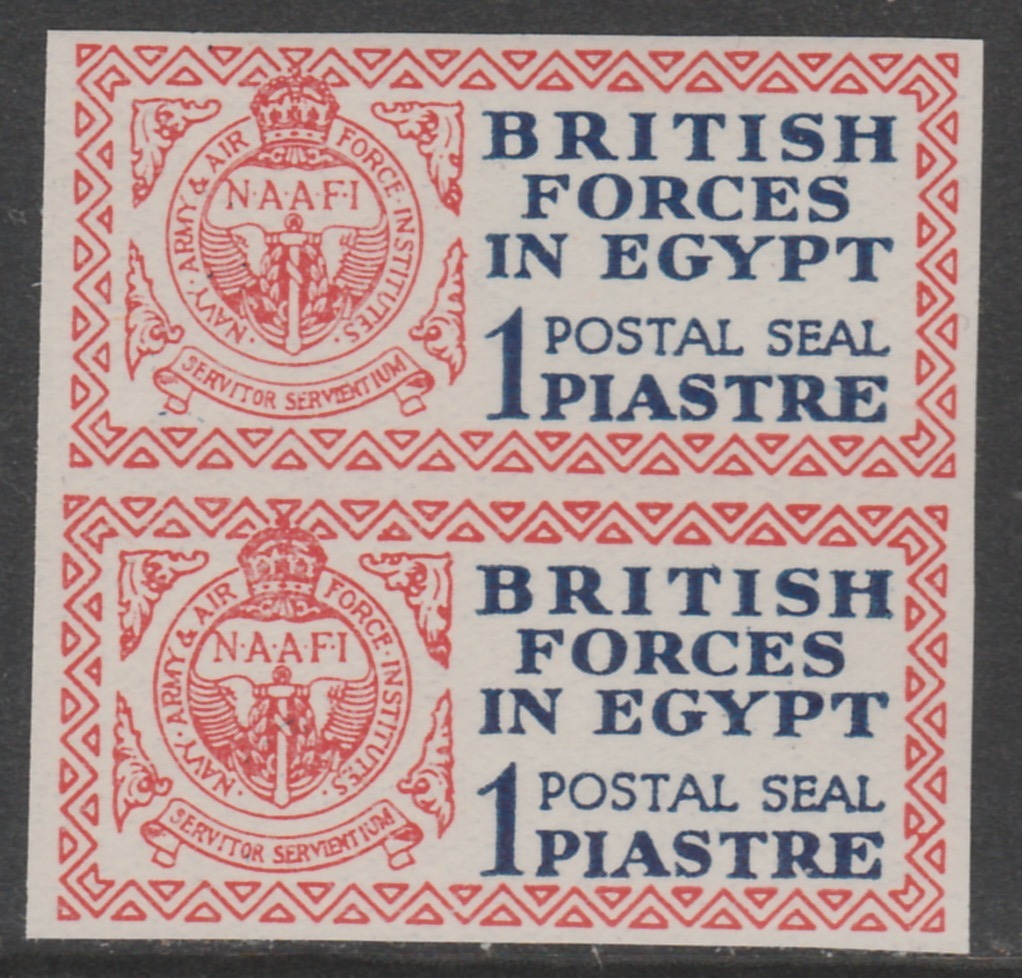 NAVY · ARMY & AIR FORCE · INSTITUTES ·
N·A·A·F·I
SERVITOR SERVIENTIUM
BRITISH
FORCES
IN EGYPT
POSTAL SEAL
1 PIASTRE
NAVY · ARMY & AIR FORCE · INSTITUTES ·
N·A·A·F·I
SERVITOR SERVIENTIUM
BRITISH
FORCES
IN EGYPT
POSTAL SEAL
1 PIASTRE